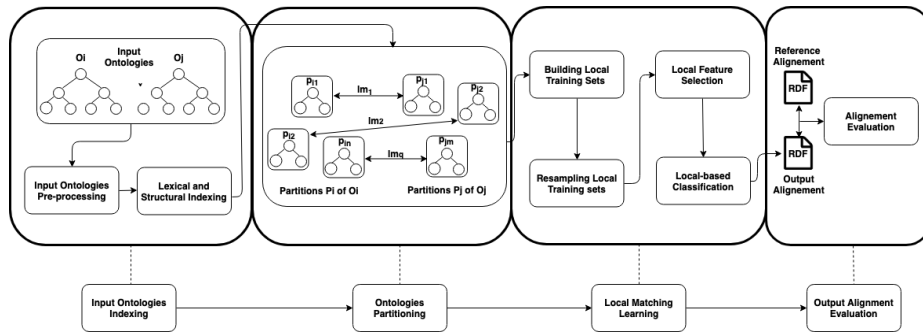 Oi
Input
Ontologies
Oj
Input Ontologies
Pre-processing
Lexical and
Structural Indexing
Pi1
lm1
Pj1
Pj2
lm2
Pi2
Pin
lmq
Pjm
Partitions Pi of Oi
Partitions Pj of Oj
Building Local
Training Sets
Resampling Local
Training sets
Local Feature
Selection
Local-based
Classification
Reference
Alignement
RDF
RDF
Output
Alignement
Alignement
Evaluation
Input Ontologies
Indexing
Ontologies
Partitioning
Local Matching
Learning
Output Alignment
Evaluation